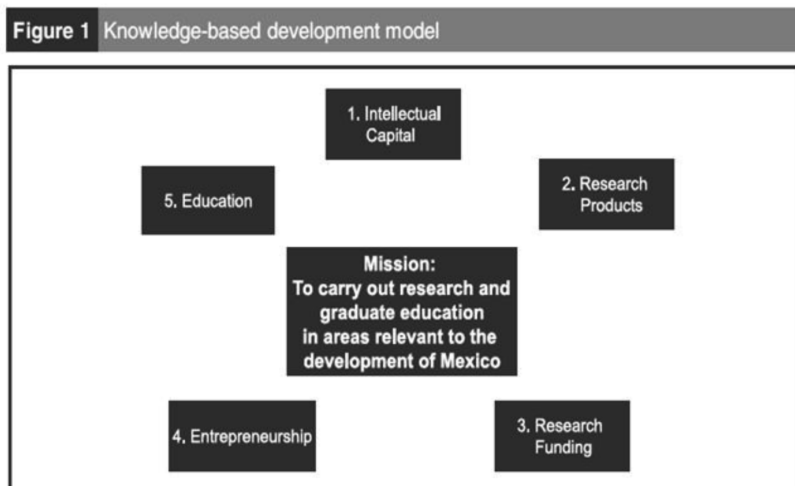 Figure 1 Knowledge-based development model
1. Intellectual
Capital
2. Research
Products
5. Education
Mission:
To carry out research and
graduate education
in areas relevant to the
development of Mexico
4. Entrepreneurship
3. Research
Funding